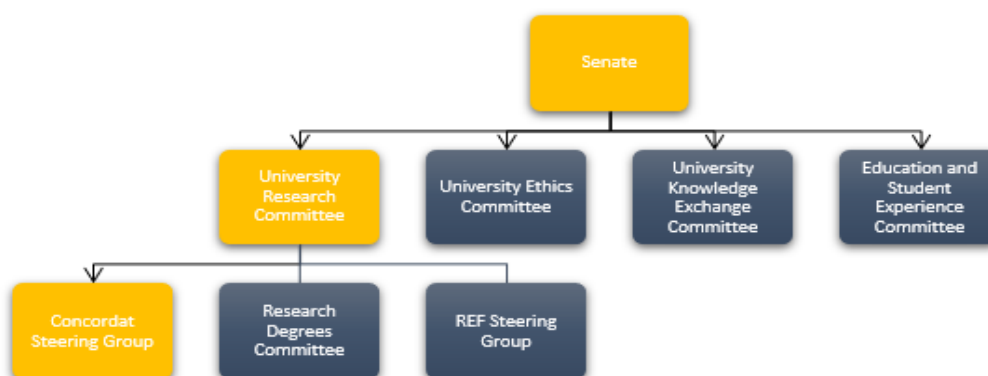 Senate
University
Research
Committee
University Ethics
Committee
University
Knowledge
Exchange
Committee
Education and
Student
Experience
Committee
Concordat
Steering Group
Research
Degrees
Committee
REF Steering
Group